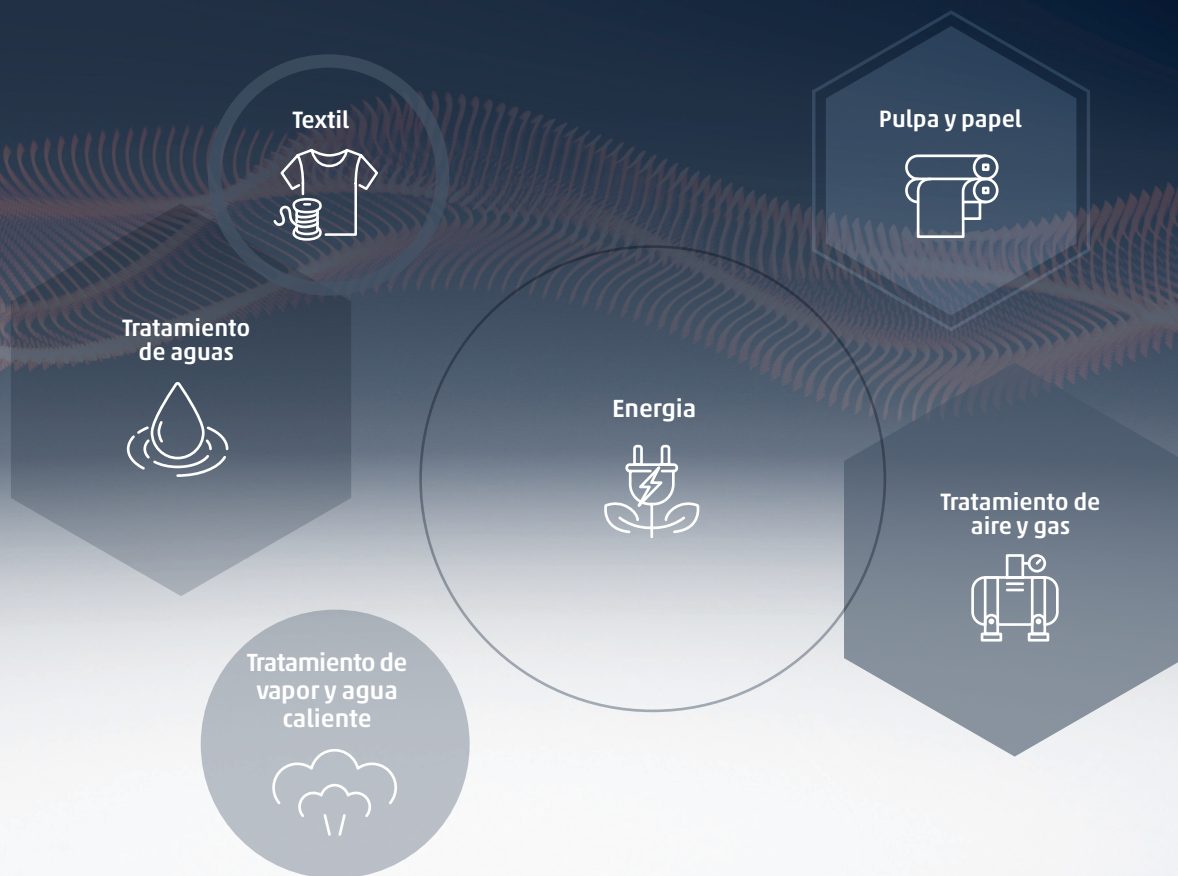 Textil
Pulpa y papel
Tratamiento
de aguas
Energia
Tratamiento de
aire y gas
Tratamiento de
vapor y agua
caliente